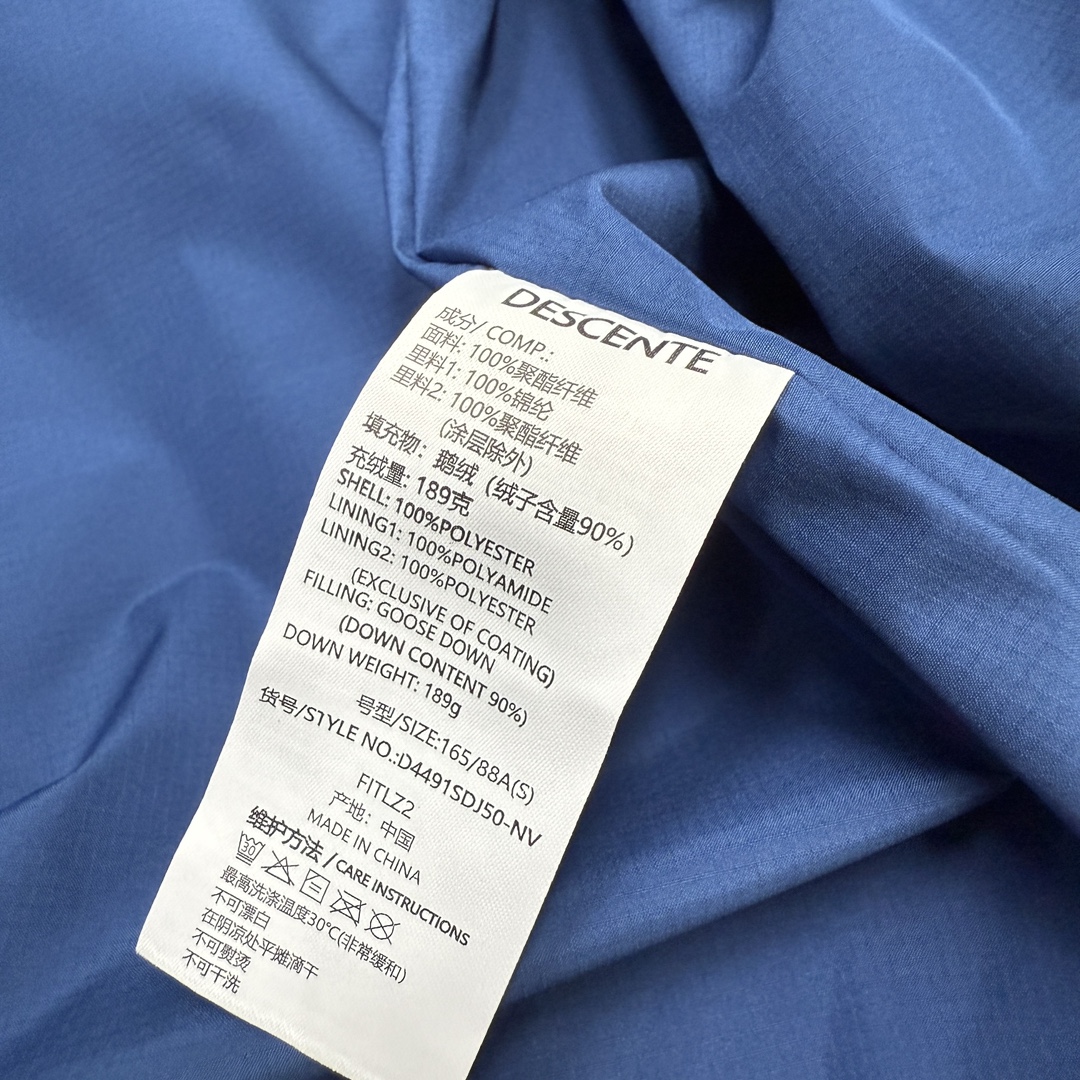 DESCENTE
成分/ COMP.:
面料: 100%聚酯纤维
里料1: 100%锦纶
里料2: 100%聚酯纤维
(涂层除外)
填充物: 鹅绒 (绒子含量90%)
充绒量: 189克
SHELL: 100%POLYESTER
LINING1: 100%POLYAMIDE
LINING2: 100%POLYESTER
(EXCLUSIVE OF COATING)
FILLING: GOOSE DOWN
(DOWN CONTENT 90%)
DOWN WEIGHT: 189g
号型/SIZE:165/88A(S)
货号/STYLE NO.:D4491SDJ50-NV
FITLZ2
产地: 中国
MADE IN CHINA
维护方法 / CARE INSTRUCTIONS
30
最高洗涤温度30℃(非常缓和)
不可漂白
在阴凉处平摊滴干
不可熨烫
不可干洗